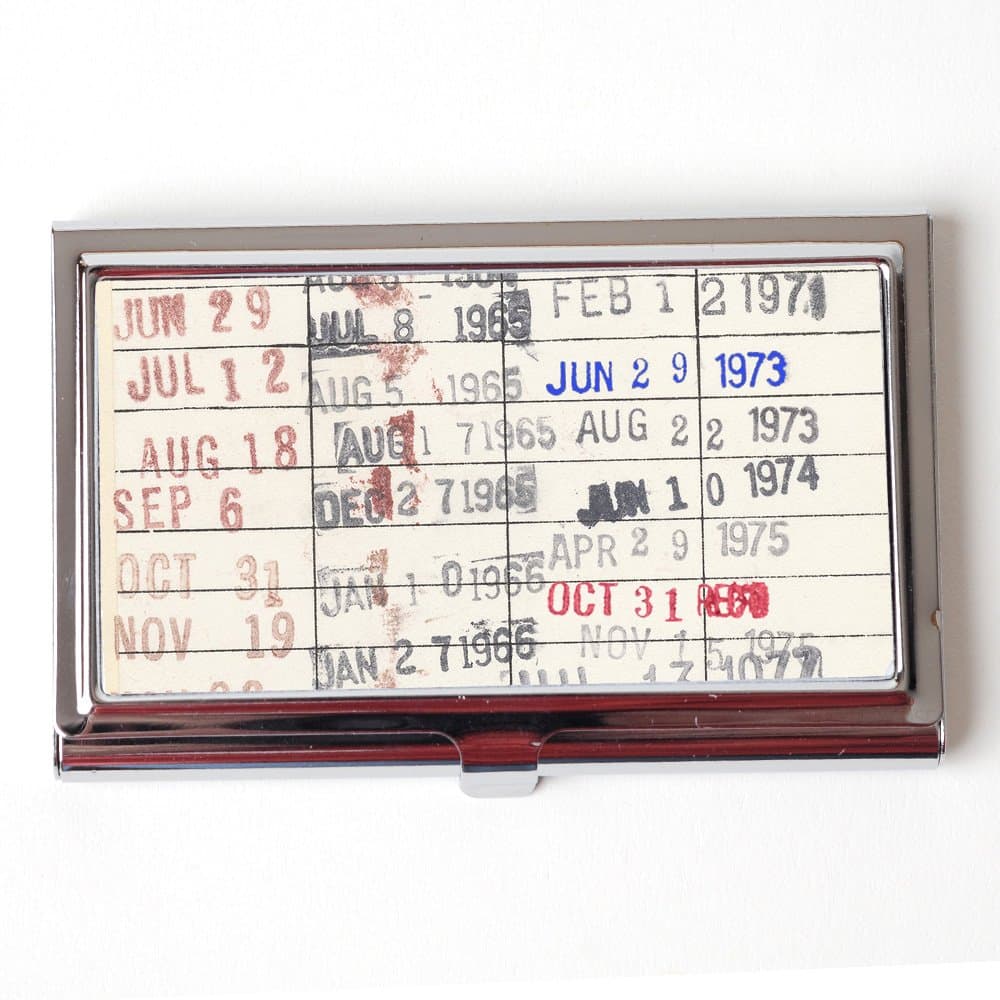 JUN 29
JUL 12
AUG 18
SEP 6
OCT 31
NOV 19
JUL 8 1965
AUG 5 1965
AUG 1 7 1965
DEC 2 7 1965
JAN 1 0 1966
JAN 2 7 1966
FEB 1 2 1971
JUN 2 9 1973
AUG 2 2 1973
JUN 1 0 1974
APR 2 9 1975
OCT 3 1
NOV 1 5 1975